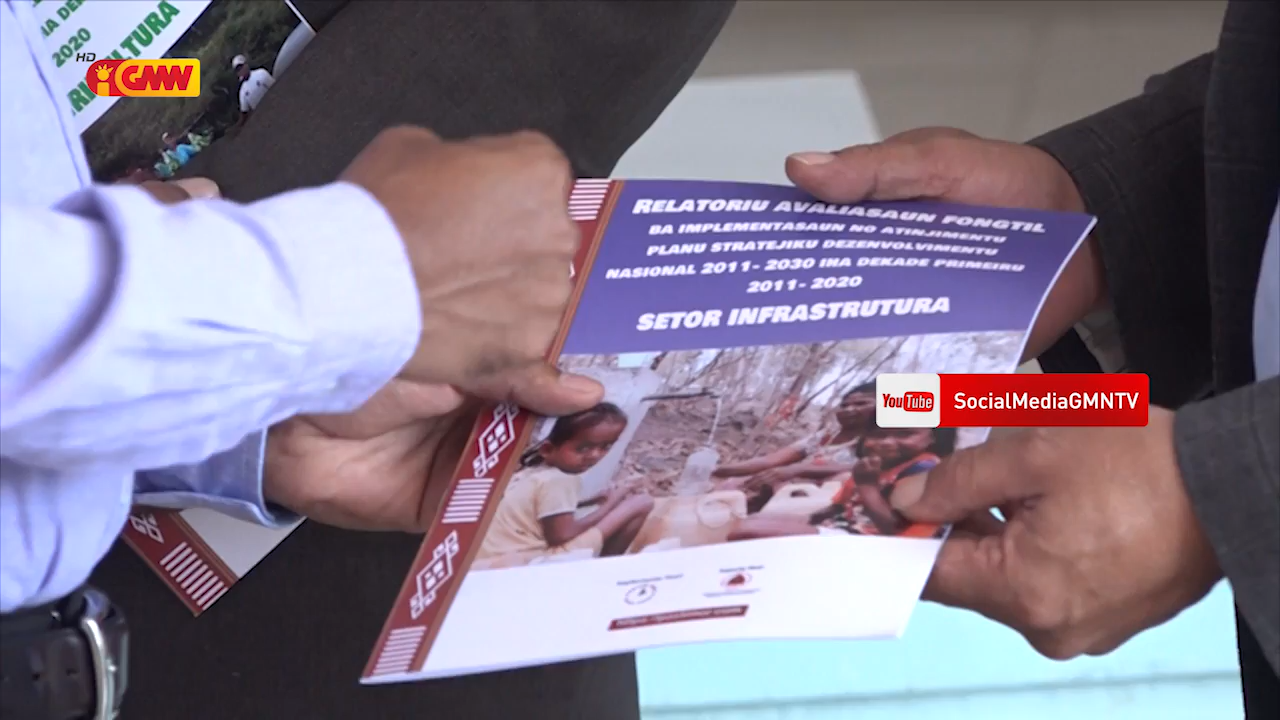 2020
HD
GMN
RELATORIU AVALIASAUN FONGTIL
BA IMPLEMENTASAUN NO ATINJIMENTU
PLANU STRATEJIKU DEZENVOLVIMENTU
NASIONAL 2011- 2030 IHA DEKADE PRIMEIRU
2011- 2020
SETOR INFRASTRUTURA
YouTube SocialMediaGMNTV